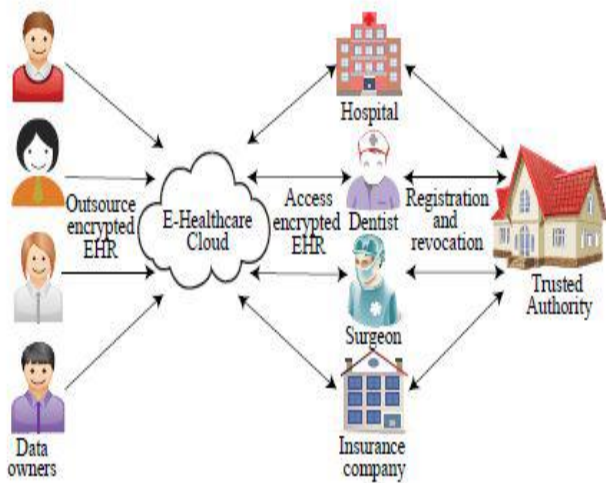 Outsource
encrypted
EHR
Data
owners
E-Healthcare
Cloud
Access
encrypted
EHR
Hospital
Dentist
Surgeon
Insurance
company
Registration
and
revocation
Trusted
Authority